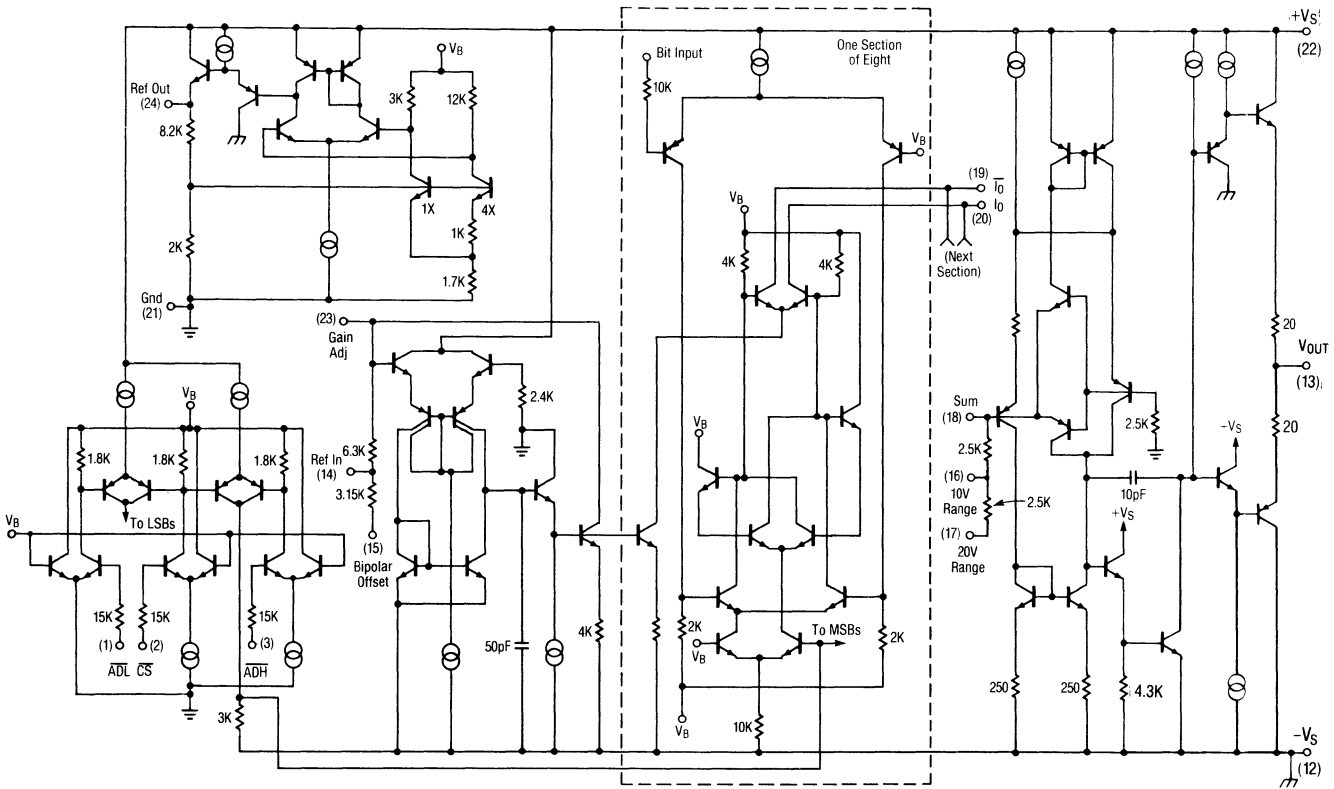 +VS
(22)
VB
Bit Input
One Section
of Eight
10K
Ref Out
(24)
3K
12K
8.2K
VB
(19)
I̅O̅
IO
(20)
VB
1X
4X
1K
2K
(Next
Section)
4K
4K
1.7K
Gnd
(21)
(23)
Gain
Adj
20
VOUT
(13)
2.4K
Sum
(18)
2.5K
20
VB
VB
-VS
1.8K
1.8K
1.8K
6.3K
Ref In
(14)
3.15K
2.5K
(16)
10V
Range
2.5K
10pF
To LSBs
VB
+VS
(17)
20V
Range
(15)
Bipolar
Offset
15K
15K
15K
(1)
(2)
(3)
A̅D̅L̅
C̅S̅
A̅D̅H̅
50pF
4K
2K
To MSBs
2K
VB
250
250
4.3K
3K
VB
10K
-VS
(12)